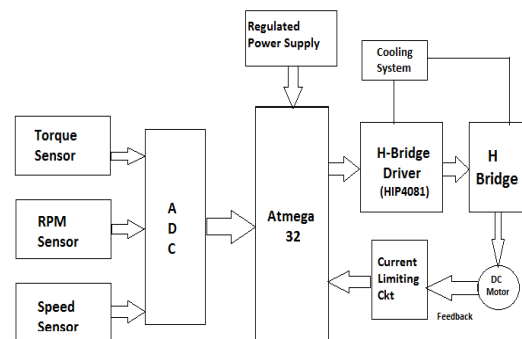 Regulated
Power Supply
Cooling
System
Torque
Sensor
RPM
Sensor
Speed
Sensor
A
D
C
Atmega
32
H-Bridge
Driver
(HIP4081)
H
Bridge
Current
Limiting
Ckt
DC
Motor
Feedback